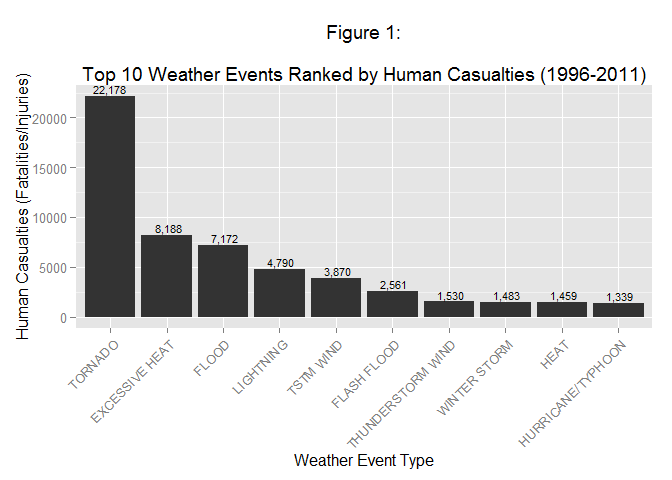 Figure 1:
Top 10 Weather Events Ranked by Human Casualties (1996-2011)
Human Casualties (Fatalities/Injuries)
20000
15000
10000
5000
0
22,178
8,188
7,172
4,790
3,870
2,561
1,530
1,483
1,459
1,339
TORNADO
EXCESSIVE HEAT
FLOOD
LIGHTNING
TSTM WIND
FLASH FLOOD
THUNDERSTORM WIND
WINTER STORM
HEAT
HURRICANE/TYPHOON
Weather Event Type